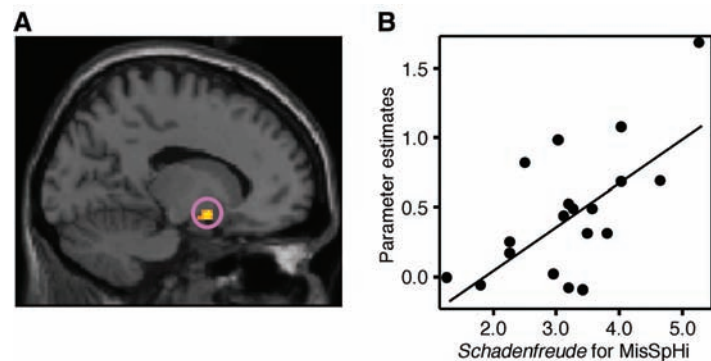 A
B
Parameter estimates
1.5
1.0
0.5
0.0
2.0 3.0 4.0 5.0
Schadenfreude for MisSpHi